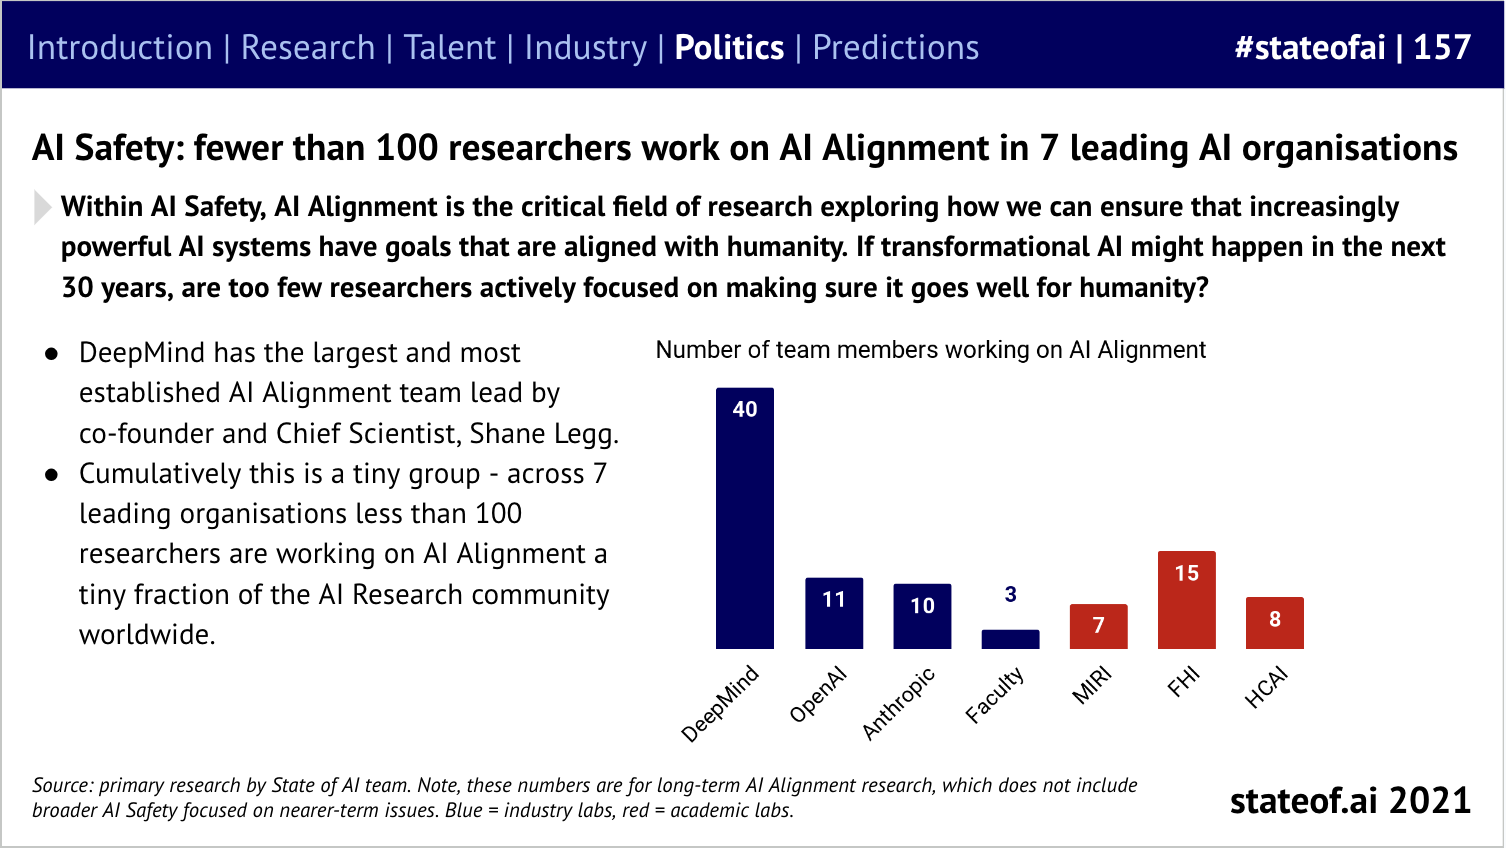 Introduction | Research | Talent | Industry | Politics | Predictions
#stateofai | 157
AI Safety: fewer than 100 researchers work on AI Alignment in 7 leading AI organisations
Within AI Safety, AI Alignment is the critical field of research exploring how we can ensure that increasingly
powerful AI systems have goals that are aligned with humanity. If transformational AI might happen in the next
30 years, are too few researchers actively focused on making sure it goes well for humanity?
● DeepMind has the largest and most
established AI Alignment team lead by
co-founder and Chief Scientist, Shane Legg.
● Cumulatively this is a tiny group - across 7
leading organisations less than 100
researchers are working on AI Alignment a
tiny fraction of the AI Research community
worldwide.
Number of team members working on AI Alignment
40
11
10
3
7
15
8
DeepMind
OpenAI
Anthropic
Faculty
MIRI
FHI
HCAI
Source: primary research by State of AI team. Note, these numbers are for long-term AI Alignment research, which does not include
broader AI Safety focused on nearer-term issues. Blue = industry labs, red = academic labs.
stateof.ai 2021